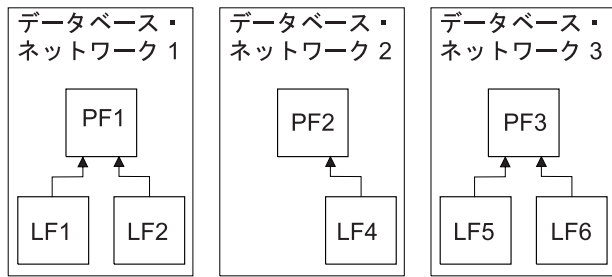 データベース・
ネットワーク 1
PF1
LF1
LF2
データベース・
ネットワーク 2
PF2
LF4
データベース・
ネットワーク 3
PF3
LF5
LF6